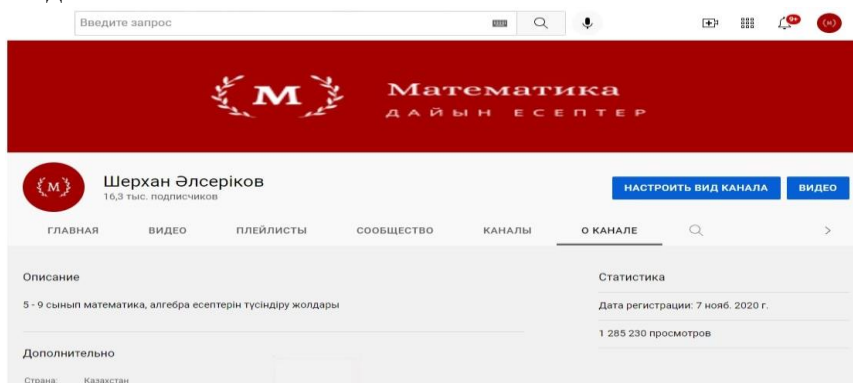 Введите запрос
9+
(м)
М Математика
ДАЙЫН ЕСЕПТЕР
{м}
Шерхан Әлсеріков
16,3 тыс. подписчиков
НАСТРОИТЬ ВИД КАНАЛА ВИДЕО
ГЛАВНАЯ ВИДЕО ПЛЕЙЛИСТЫ СООБЩЕСТВО КАНАЛЫ О КАНАЛЕ
Описание Статистика
5 - 9 сынып математика, алгебра есептерін түсіндіру жолдары Дата регистрации: 7 нояб. 2020 г.
1 285 230 просмотров
Дополнительно
Страна: Казахстан